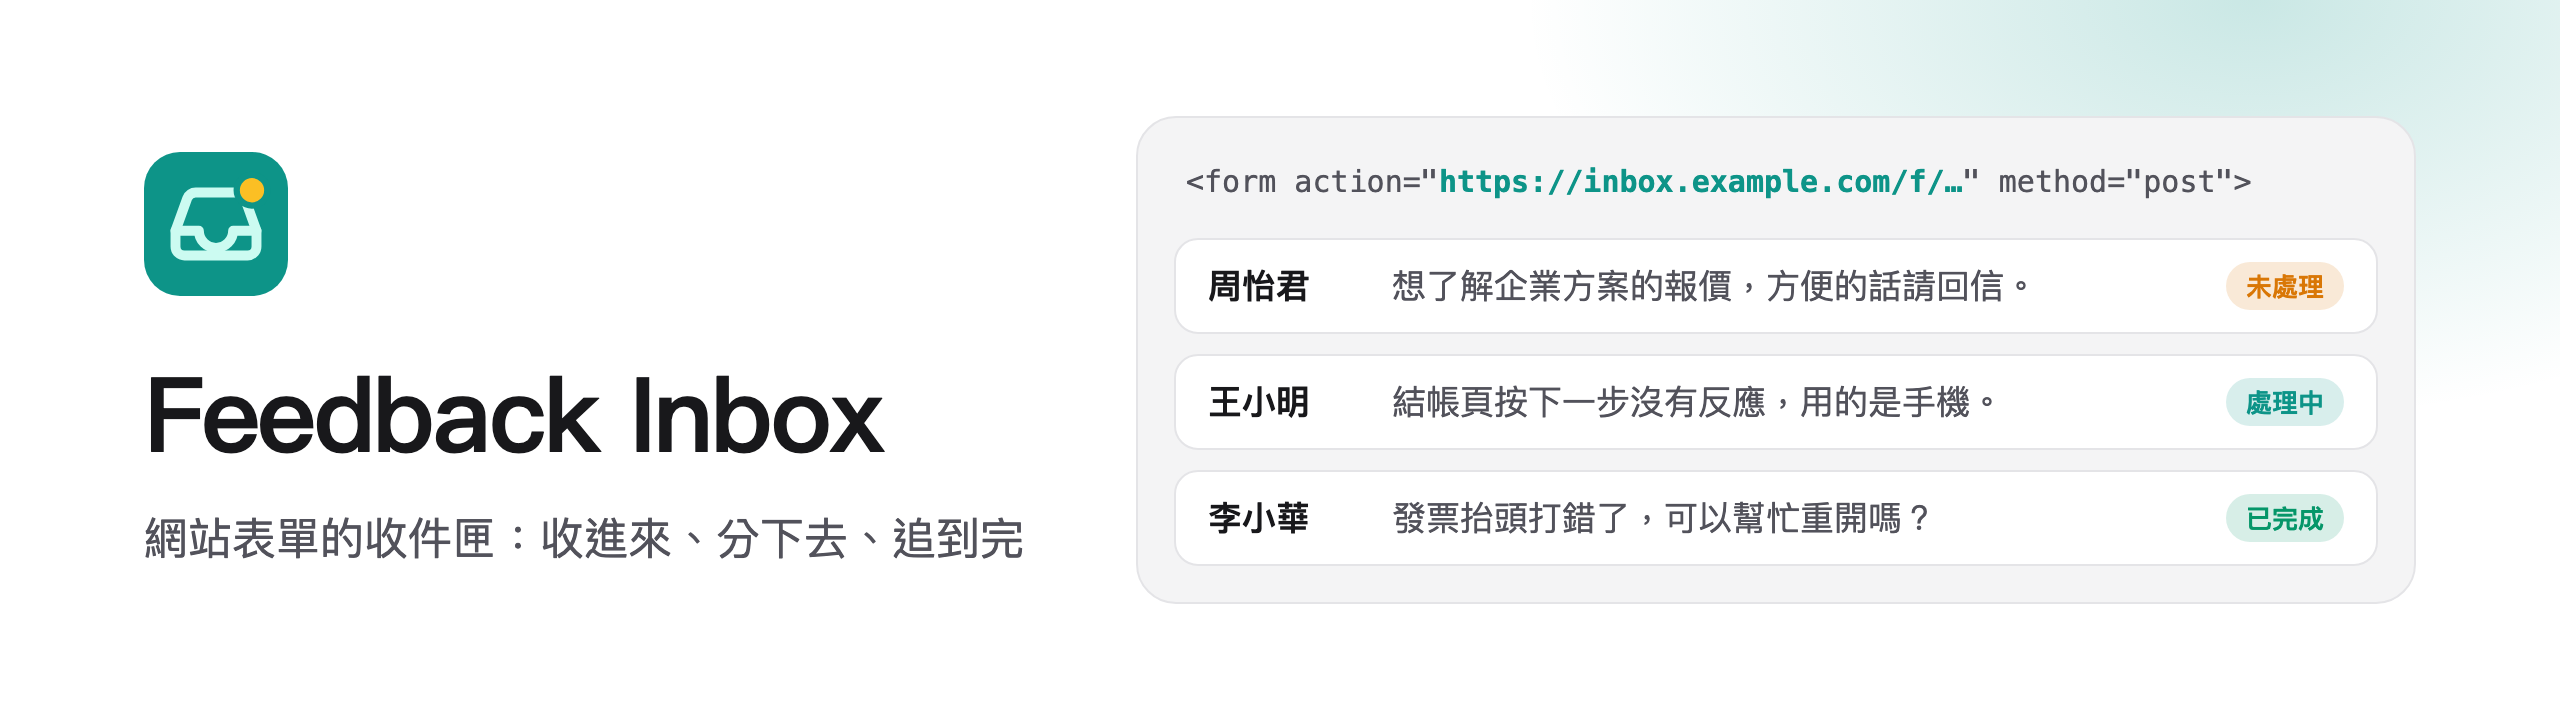 Feedback Inbox
網站表單的收件匣：收進來、分下去、追到完
<form action="https://inbox.example.com/f/…" method="post">
周怡君 想了解企業方案的報價，方便的話請回信。 未處理
王小明 結帳頁按下一步沒有反應，用的是手機。 處理中
李小華 發票抬頭打錯了，可以幫忙重開嗎？ 已完成